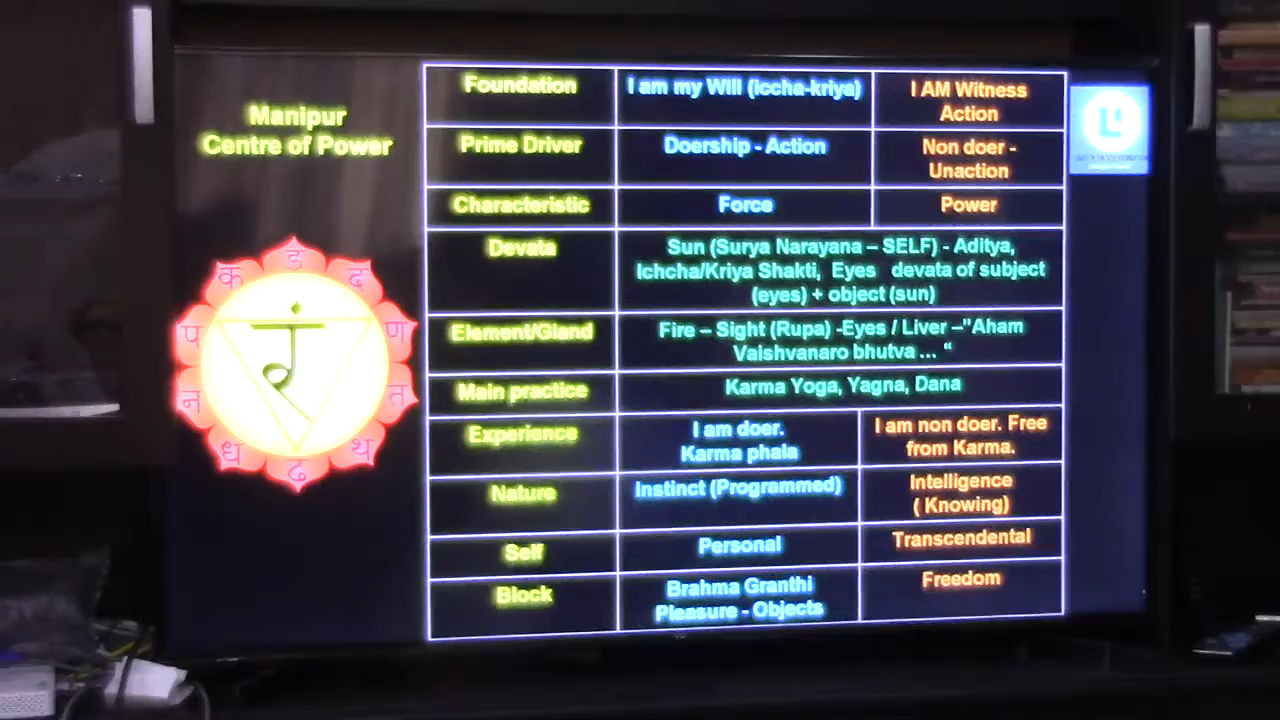 Manipur
Centre of Power
Foundation
I am my Will (iccha-kriya)
I AM Witness
Action
Prime Driver
Doership - Action
Non doer -
Unaction
Characteristic
Force
Power
Devata
Sun (Surya Narayana – SELF) - Aditya,
Ichcha/Kriya Shakti, Eyes devata of subject
(eyes) + object (sun)
Element/Gland
Fire – Sight (Rupa) -Eyes / Liver –"Aham
Vaishvanaro bhutva ... "
Main practice
Karma Yoga, Yagna, Dana
Experience
I am doer.
Karma phala
I am non doer. Free
from Karma.
Nature
Instinct (Programmed)
Intelligence
( Knowing)
Self
Personal
Transcendental
Block
Brahma Granthi
Pleasure - Objects
Freedom
ड
ढ
ण
त
थ
द
ध
न
प
रं